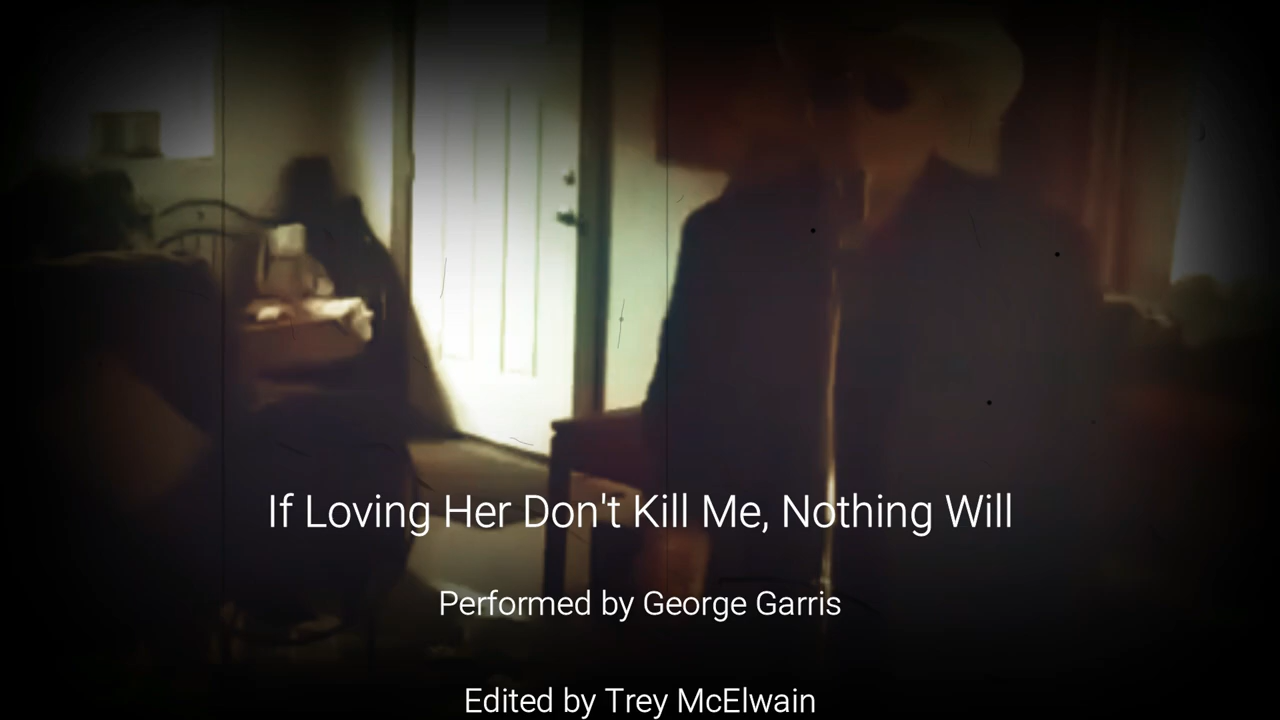 If Loving Her Don't Kill Me, Nothing Will
Performed by George Garris
Edited by Trey McElwain